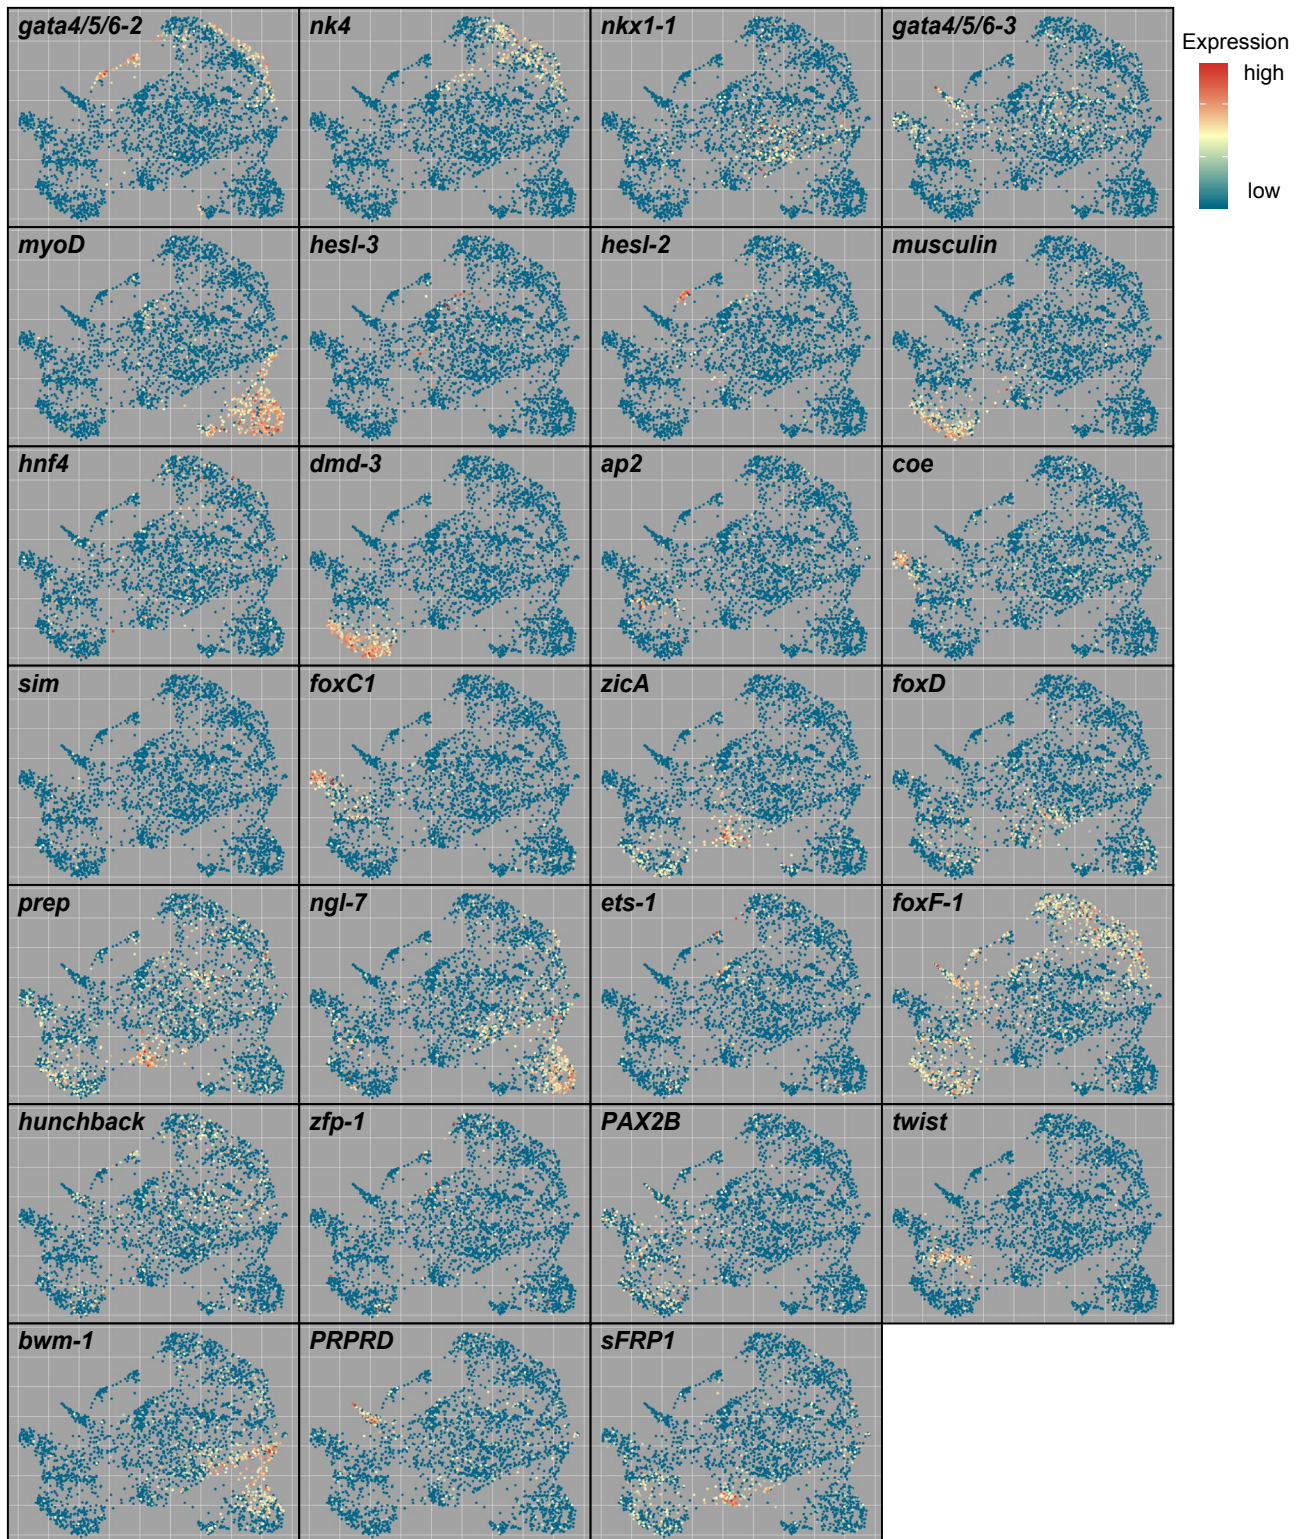 gata4/5/6-2
nk4
nkx1-1
gata4/5/6-3
Expression
high
low
myoD
hesl-3
hesl-2
musculin
hnf4
dmd-3
ap2
coe
sim
foxC1
zicA
foxD
prep
ngl-7
ets-1
foxF-1
hunchback
zfp-1
PAX2B
twist
bwm-1
PRPRD
sFRP1